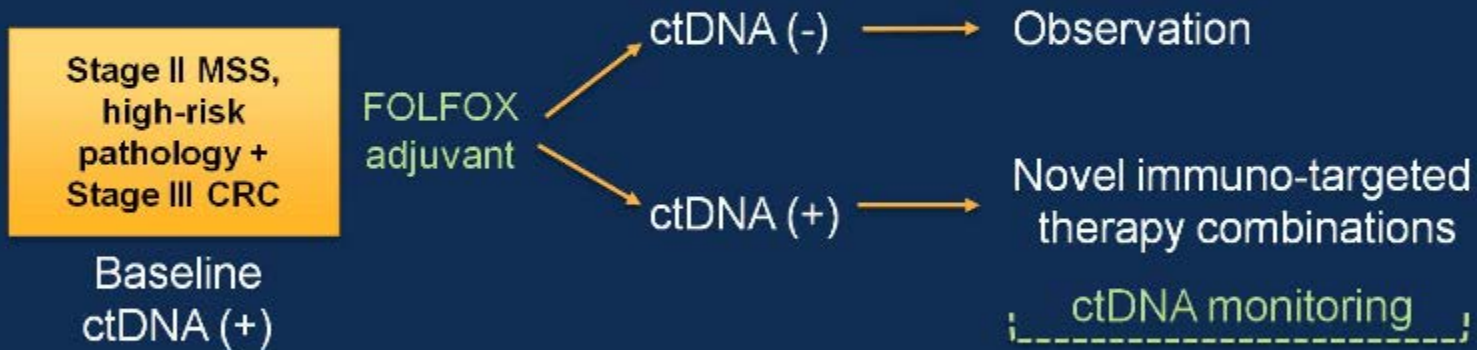 Stage II MSS,
high-risk
pathology +
Stage III CRC
Baseline
ctDNA (+)
FOLFOX
adjuvant
ctDNA (-)
Observation
ctDNA (+)
Novel immuno-targeted
therapy combinations
ctDNA monitoring